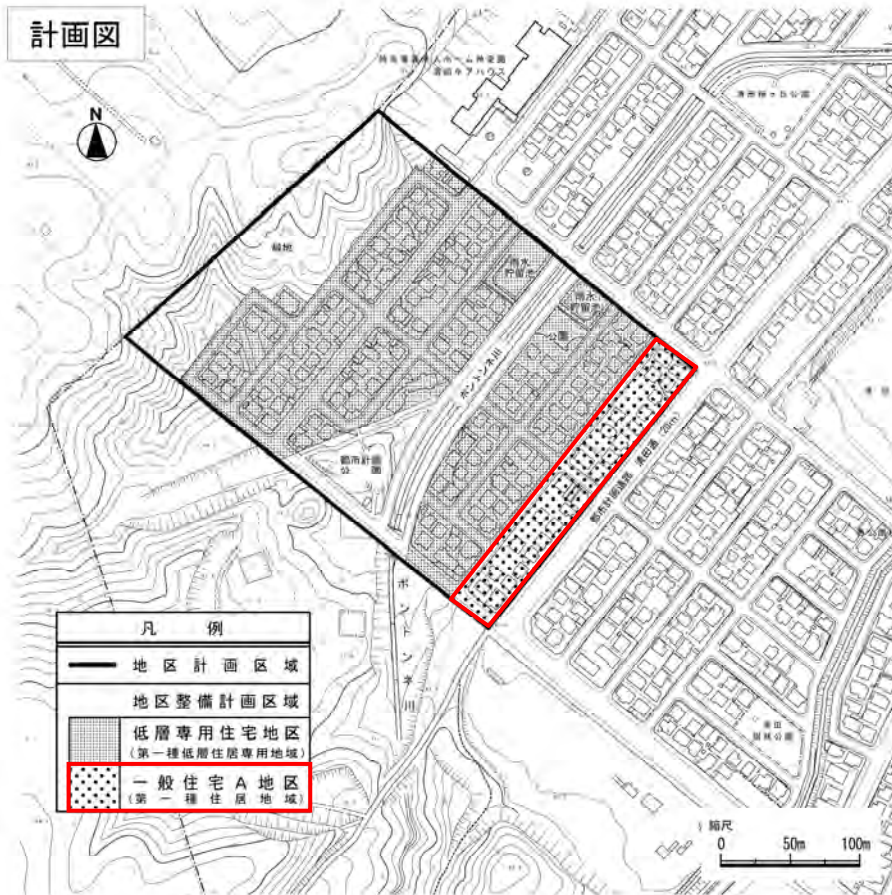 計画図
N
緑地
雨水
貯留池
雨水
貯留池
公園
ポントンネ川
都市計画
公園
都市計画道路 清田通(20m)
ポントンネ川
凡 例
地区計画区域
地区整備計画区域
低層専用住宅地区
(第一種低層住居専用地域)
一般住宅A地区
(第一種住居地域)
縮尺
0 50m 100m